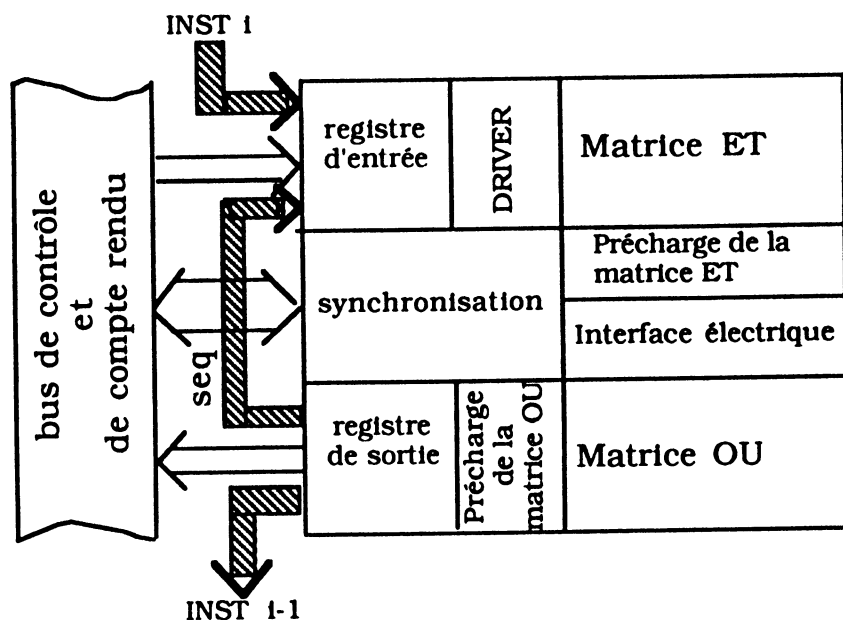 INST i
bus de contrôle
et
de compte rendu
registre
d'entrée
DRIVER
Matrice ET
synchronisation
Précharge de la
matrice ET
Interface électrique
seq
registre
de sortie
Précharge
de la
matrice OU
Matrice OU
INST i-1